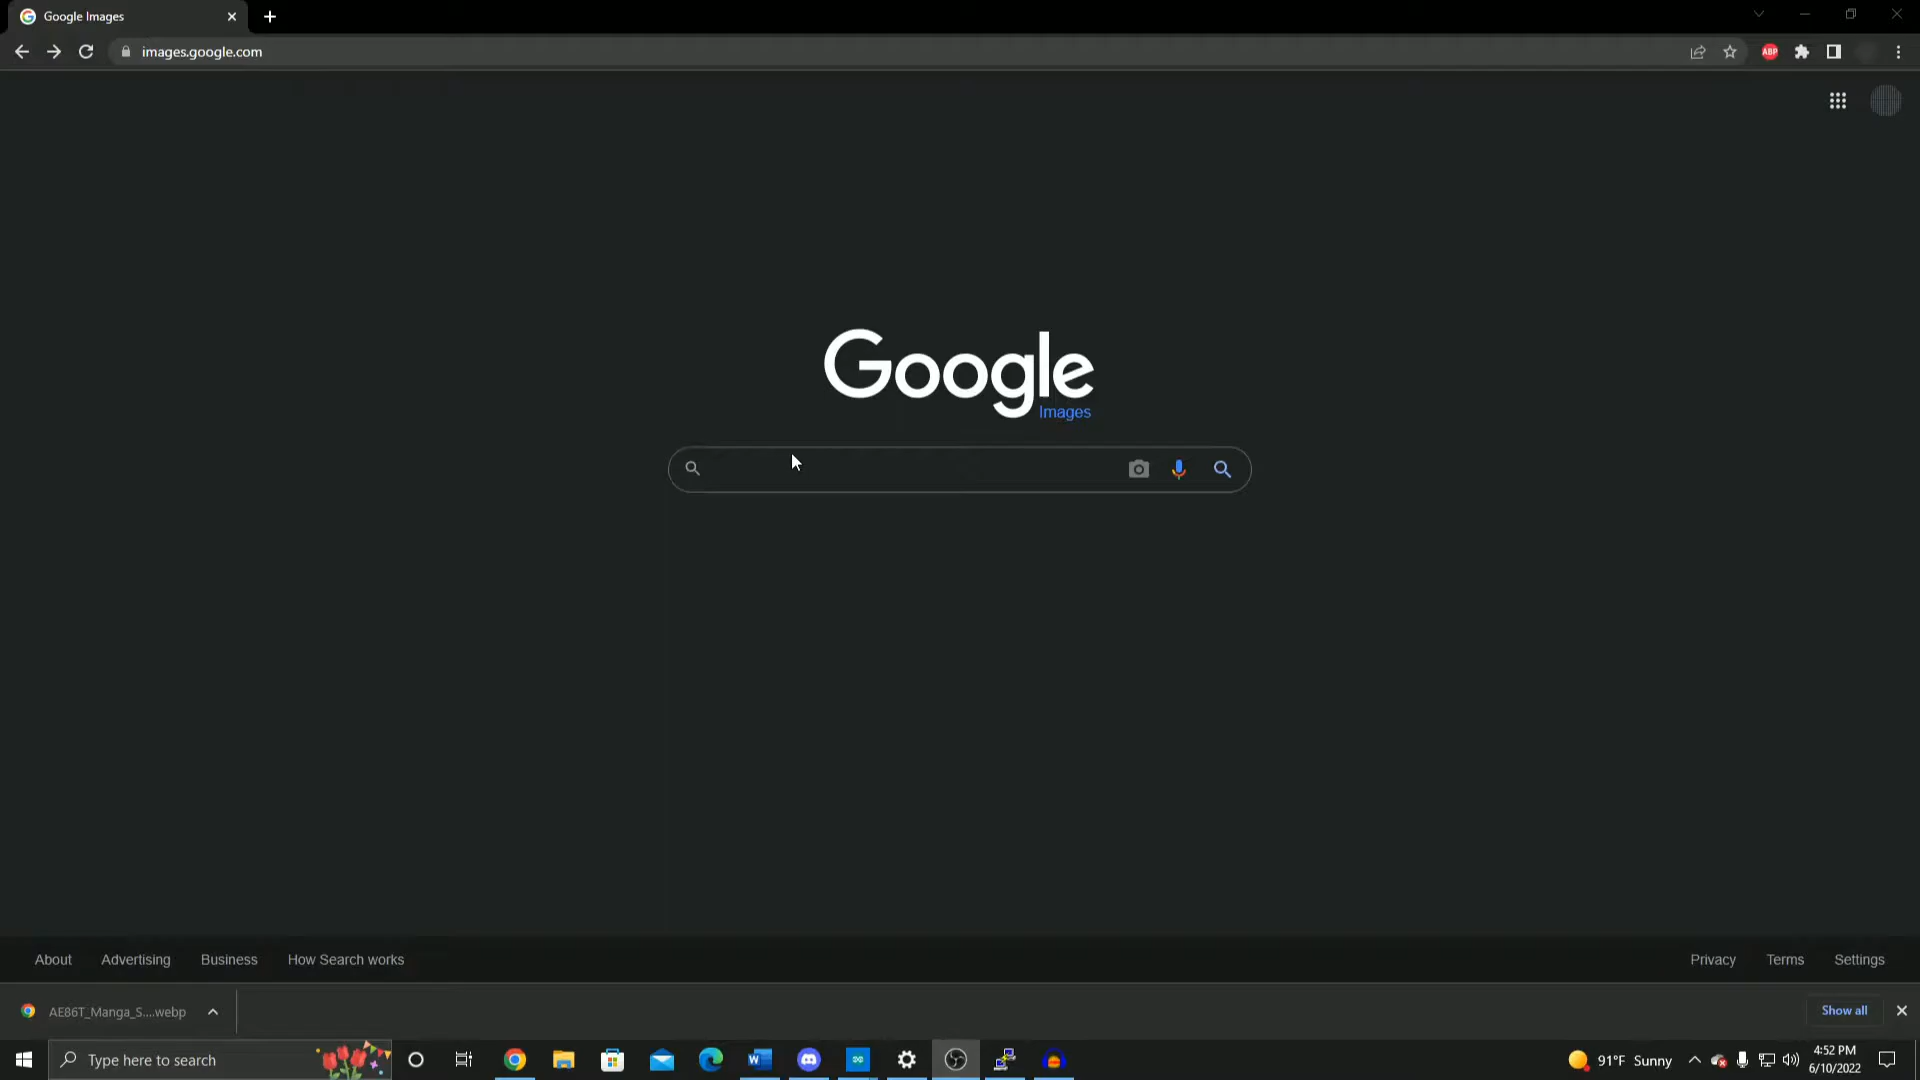 Google Images
images.google.com
ABP
Google
Images
About Advertising Business How Search works
Privacy Terms Settings
AE86T_Manga_S....webp
Show all
Type here to search
91°F Sunny
4:52 PM
6/10/2022